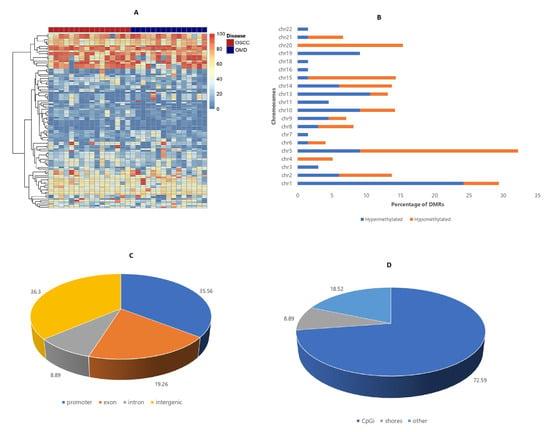 A
100
80
60
40
20
0
Disease
OSCC
OMD
B
chr22
chr21
chr20
chr19
chr18
chr16
chr15
chr14
chr13
chr11
chr10
chr9
chr8
chr7
chr6
chr5
chr4
chr3
chr2
chr1
Chromosomes
0 5 10 15 20 25 30 35
Percentage of DMRs
Hypermethylated Hypomethylated
C
36.3
35.56
8.89
19.26
promoter exon intron intergenic
D
18.52
8.89
72.59
CpGi shores other